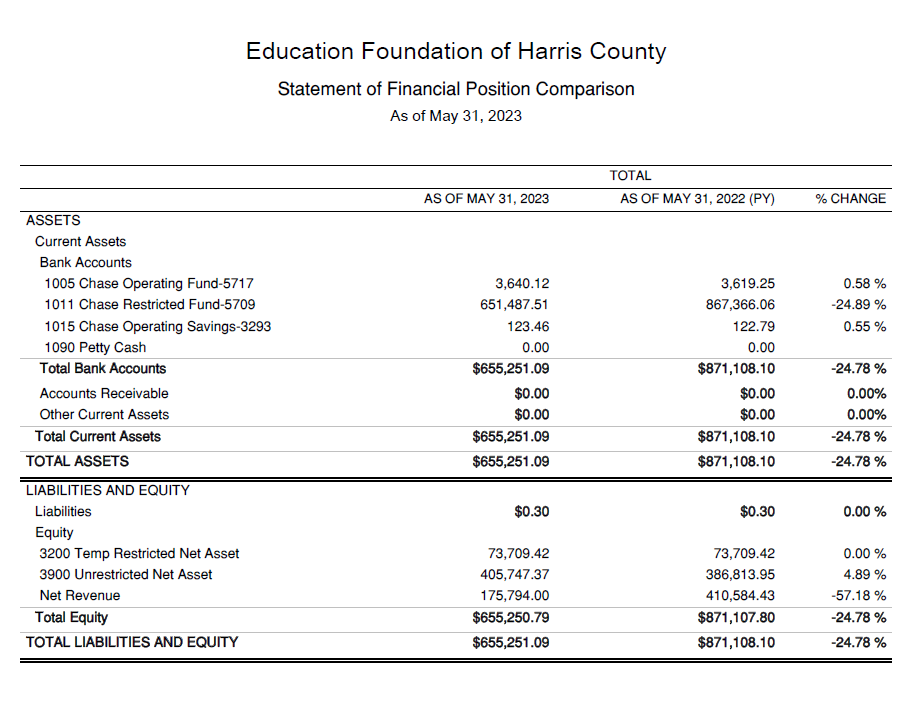 Education Foundation of Harris County
Statement of Financial Position Comparison
As of May 31, 2023
TOTAL
AS OF MAY 31, 2023 AS OF MAY 31, 2022 (PY) % CHANGE
ASSETS
Current Assets
Bank Accounts
1005 Chase Operating Fund-5717 3,640.12 3,619.25 0.58 %
1011 Chase Restricted Fund-5709 651,487.51 867,366.06 -24.89 %
1015 Chase Operating Savings-3293 123.46 122.79 0.55 %
1090 Petty Cash 0.00 0.00
Total Bank Accounts $655,251.09 $871,108.10 -24.78 %
Accounts Receivable $0.00 $0.00 0.00%
Other Current Assets $0.00 $0.00 0.00%
Total Current Assets $655,251.09 $871,108.10 -24.78 %
TOTAL ASSETS $655,251.09 $871,108.10 -24.78 %
LIABILITIES AND EQUITY
Liabilities $0.30 $0.30 0.00 %
Equity
3200 Temp Restricted Net Asset 73,709.42 73,709.42 0.00 %
3900 Unrestricted Net Asset 405,747.37 386,813.95 4.89 %
Net Revenue 175,794.00 410,584.43 -57.18 %
Total Equity $655,250.79 $871,107.80 -24.78 %
TOTAL LIABILITIES AND EQUITY $655,251.09 $871,108.10 -24.78 %